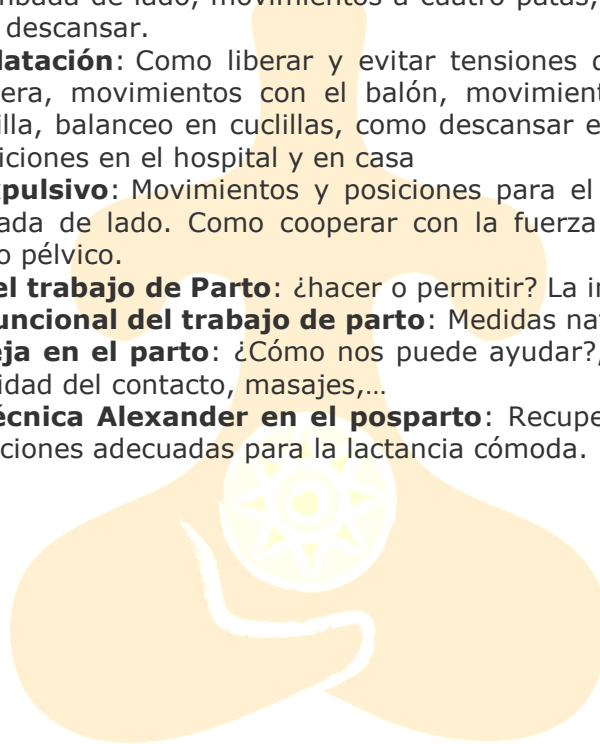 mbada de lado, movimientos a cuatro patas,
descansar.
latación: Como liberar y evitar tensiones
era, movimientos con el balón, movimient
illa, balanceo en cuclillas, como descansar e
iciones en el hospital y en casa
xpulsivo: Movimientos y posiciones para el
ada de lado. Como cooperar con la fuerza
o pélvico.
el trabajo de Parto: ¿hacer o permitir? La i
uncional del trabajo de parto: Medidas nat
eja en el parto: ¿Cómo nos puede ayudar?,
idad del contacto, masajes,…
écnica Alexander en el posparto: Recupe
ciones adecuadas para la lactancia cómoda.